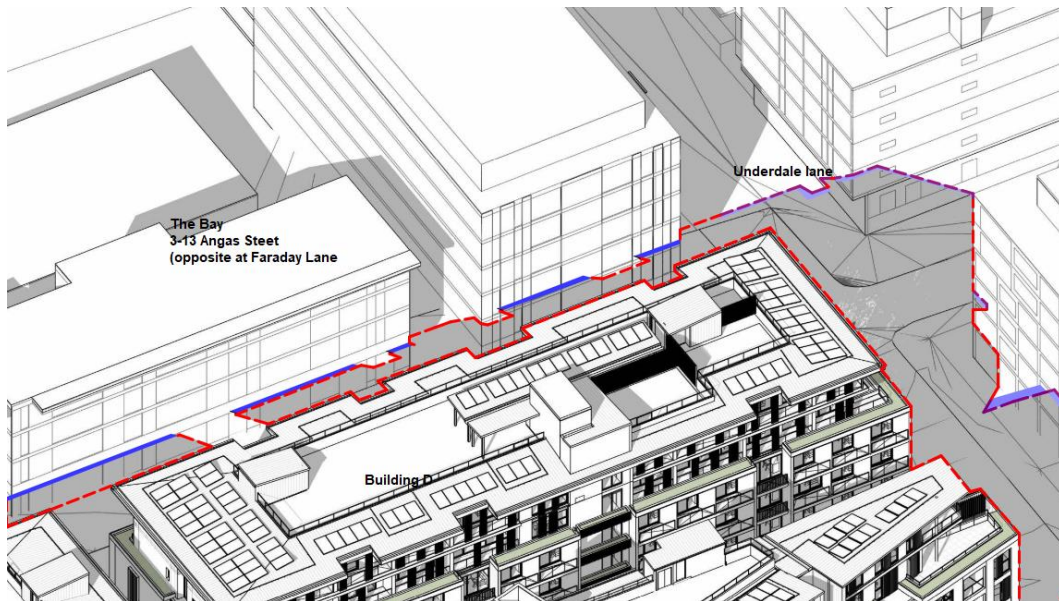 Underdale lane
The Bay
3-13 Angas Steet
(opposite at Faraday Lane
Building D